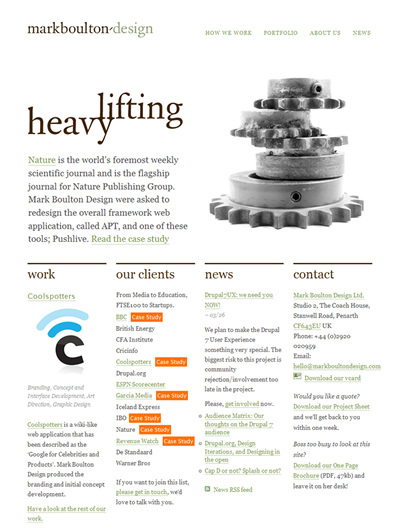 markboulton-design
HOW WE WORK PORTFOLIO ABOUT US NEWS
heavylifting
Nature is the world's foremost weekly
scientific journal and is the flagship
journal for Nature Publishing Group.
Mark Boulton Design were asked to
redesign the overall framework web
application, called APT, and one of these
tools; Pushlive. Read the case study
work
Coolspotters
Branding, Concept and
Interface Development, Art
Direction, Graphic Design
Coolspotters is a wiki-like
web application that has
been described as the
'Google for Celebrities and
Products'. Mark Boulton
Design produced the
branding and initial concept
development.
Have a look at the rest of our
work.
our clients
From Media to Education,
FTSE100 to Startups.
BBC Case Study
British Energy
CFA Institute
Cricinfo
Coolspotters Case Study
Drupal.org
ESPN Scorecenter
Garcia Media Case Study
Iceland Express
IBO Case Study
Nature Case Study
Revenue Watch Case Study
De Standaard
Warner Bros
If you want to join this list,
please get in touch, we'd
love to talk with you.
news
Drupal7UX: we need you
NOW!
– 03/26
We plan to make the Drupal
7 User Experience
something very special. The
biggest risk to this project is
community
rejection/involvement too
late in the project.
Please, get involved now.
Audience Matrix: Our
thoughts on the Drupal 7
audience
Drupal.org, Design
Iterations, and Designing
in the Open
Cap D or not? Splash or not?
News RSS feed
contact
Mark Boulton Design Ltd.
Studio 2, The Coach House,
Stanwell Road, Penarth
CF643EU UK
Phone: +44 (0)2920
020959
Email:
hello@markboultondesign.com
Download our vcard
Would you like a quote?
Download our Project Sheet
and we'll get back to you
within one week.
Boss too busy to look at this
site?
Download our One Page
Brochure (PDF, 47kb) and
leave it on her desk!